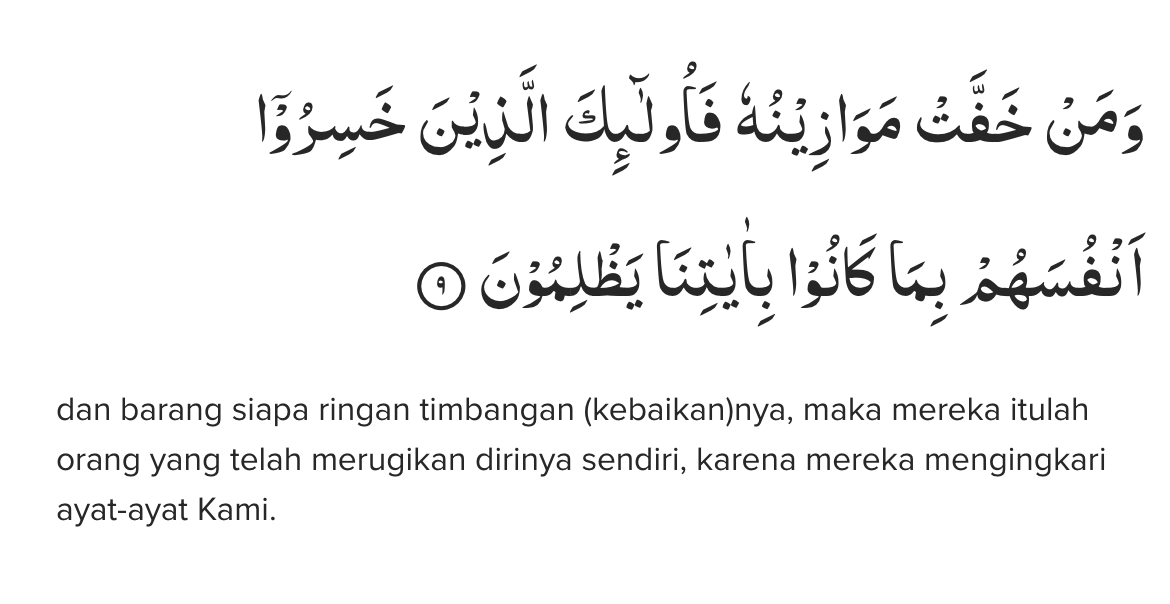 وَمَنْ خَفَّتْ مَوَازِيْنُهٗ فَاُولٰۤىِٕكَ الَّذِيْنَ خَسِرُوْٓا
اَنْفُسَهُمْ بِمَا كَانُوْا بِاٰيٰتِنَا يَظْلِمُوْنَ ۝٩
dan barang siapa ringan timbangan (kebaikan)nya, maka mereka itulah
orang yang telah merugikan dirinya sendiri, karena mereka mengingkari
ayat-ayat Kami.